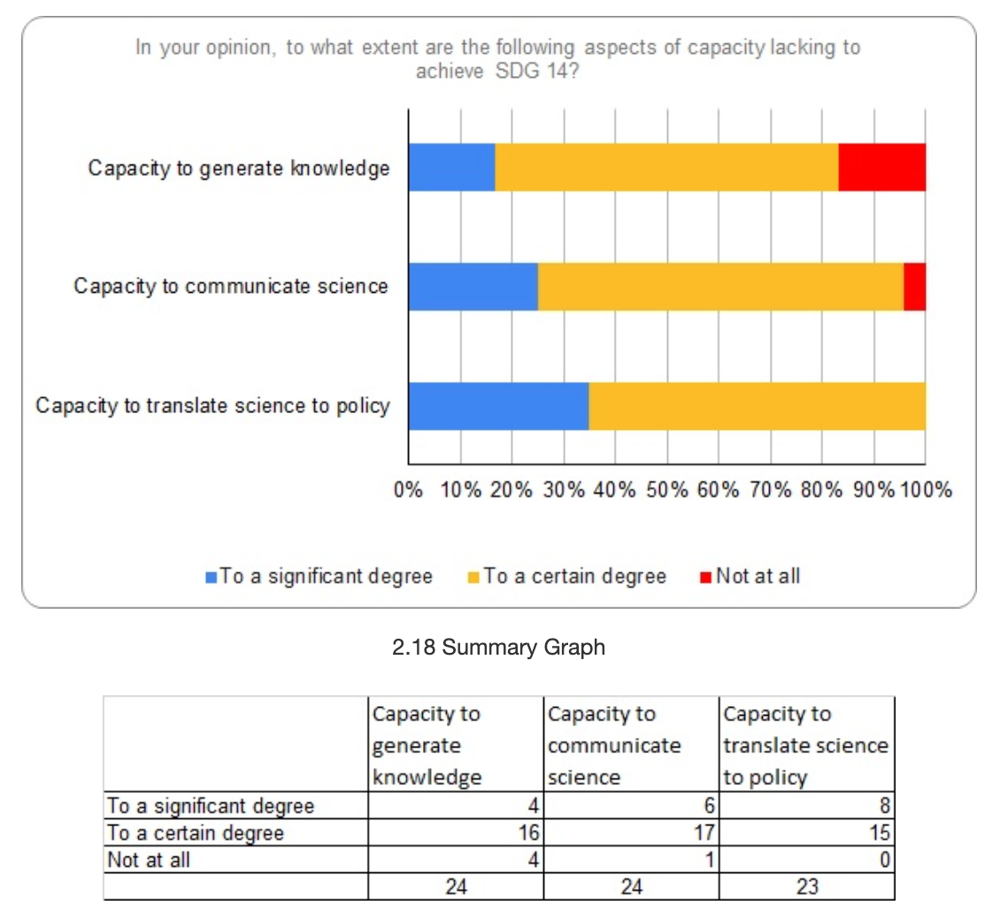 In your opinion, to what extent are the following aspects of capacity lacking to
achieve SDG 14?
Capacity to generate knowledge
Capacity to communicate science
Capacity to translate science to policy
0% 10% 20% 30% 40% 50% 60% 70% 80% 90% 100%
To a significant degree To a certain degree Not at all
2.18 Summary Graph
Capacity to generate knowledge Capacity to communicate science Capacity to translate science to policy
To a significant degree 4 6 8
To a certain degree 16 17 15
Not at all 4 1 0
24 24 23